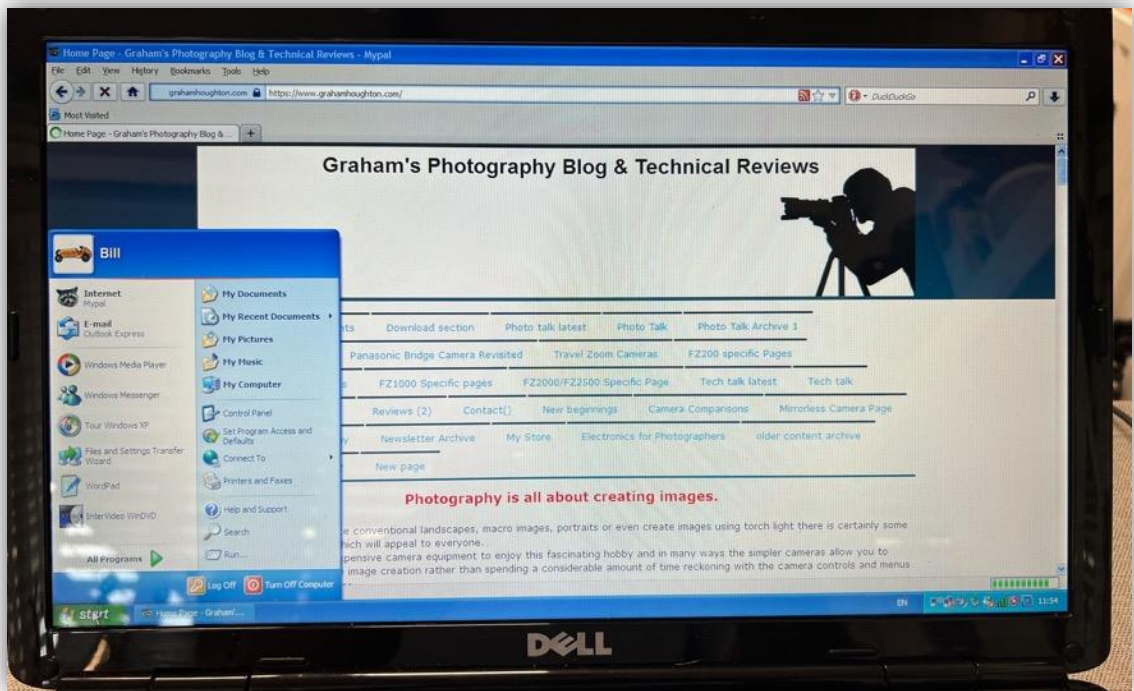 Home Page - Graham's Photography Blog & Technical Reviews - Mypal
File Edit View History Bookmarks Tools Help
grahamhoughton.com https://www.grahamhoughton.com/ DuckDuckGo
Most Visited
Home Page - Graham's Photography Blog & ... +
Graham's Photography Blog & Technical Reviews
Bill
Internet
Mypal
E-mail
Outlook Express
Windows Media Player
Windows Messenger
Tour Windows XP
Files and Settings Transfer
Wizard
WordPad
InterVideo WinDVD
All Programs
My Documents
My Recent Documents
My Pictures
My Music
My Computer
Control Panel
Set Program Access and
Defaults
Connect To
Printers and Faxes
Help and Support
Search
Run...
Log Off Turn Off Computer
ts Download section Photo talk latest Photo Talk Photo Talk Archive 1
Panasonic Bridge Camera Revisited Travel Zoom Cameras FZ200 specific Pages
s FZ1000 Specific pages FZ2000/FZ2500 Specific Page Tech talk latest Tech talk
Reviews (2) Contact() New beginnings Camera Comparisons Mirrorless Camera Page
y Newsletter Archive My Store Electronics for Photographers older content archive
New page
Photography is all about creating images.
e conventional landscapes, macro images, portraits or even create images using torch light there is certainly some
hich will appeal to everyone.
pensive camera equipment to enjoy this fascinating hobby and in many ways the simpler cameras allow you to
image creation rather than spending a considerable amount of time reckoning with the camera controls and menus
start Home Page - Graham'... EN 11:54
DELL